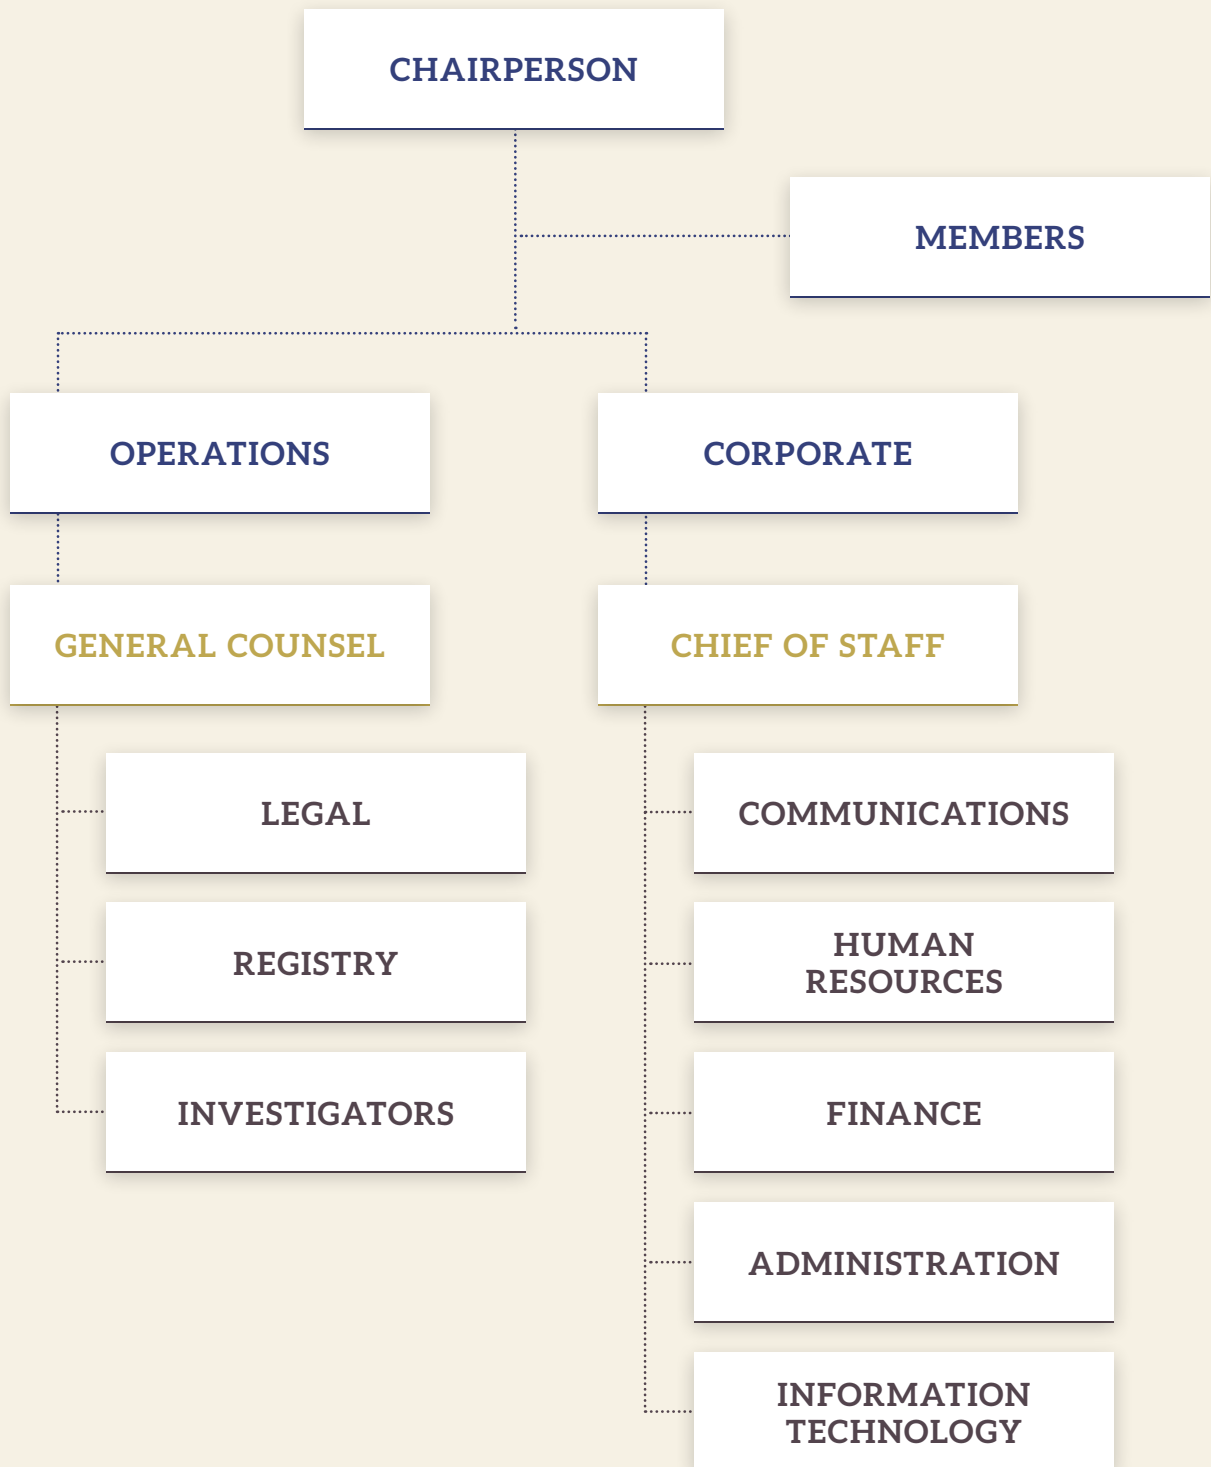 CHAIRPERSON
MEMBERS
OPERATIONS
CORPORATE
GENERAL COUNSEL
CHIEF OF STAFF
LEGAL
REGISTRY
INVESTIGATORS
COMMUNICATIONS
HUMAN
RESOURCES
FINANCE
ADMINISTRATION
INFORMATION
TECHNOLOGY